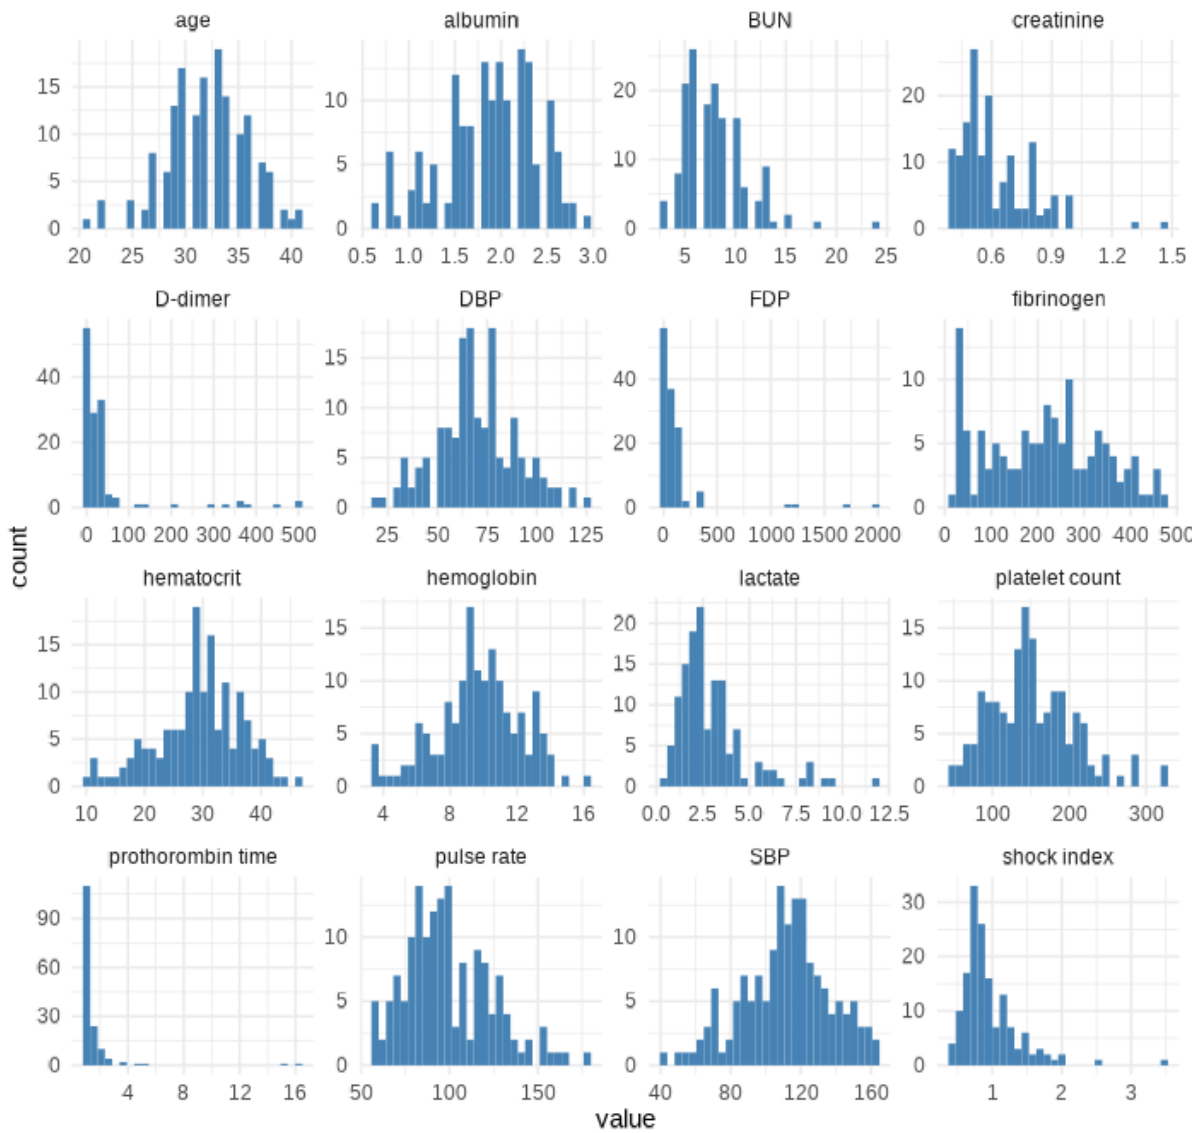 age albumin BUN creatinine
15 10 5 0
20 25 30 35 40
10 5 0
0.5 1.0 1.5 2.0 2.5 3.0
20 10 0
5 10 15 20 25
20 10 0
0.6 0.9 1.2 1.5
D-dimer DBP FDP fibrinogen
40 20 0
0 100 200 300 400 500
15 10 5 0
25 50 75 100 125
40 20 0
0 500 1000 1500 2000
10 5 0
0 100 200 300 400 500
count
hematocrit hemoglobin lactate platelet count
15 10 5 0
10 20 30 40
15 10 5 0
4 8 12 16
20 15 10 5 0
0.0 2.5 5.0 7.5 10.0 12.5
15 10 5 0
100 200 300
prothorombin time pulse rate SBP shock index
90 60 30 0
4 8 12 16
10 5 0
50 100 150
10 5 0
40 80 120 160
30 20 10 0
1 2 3
value